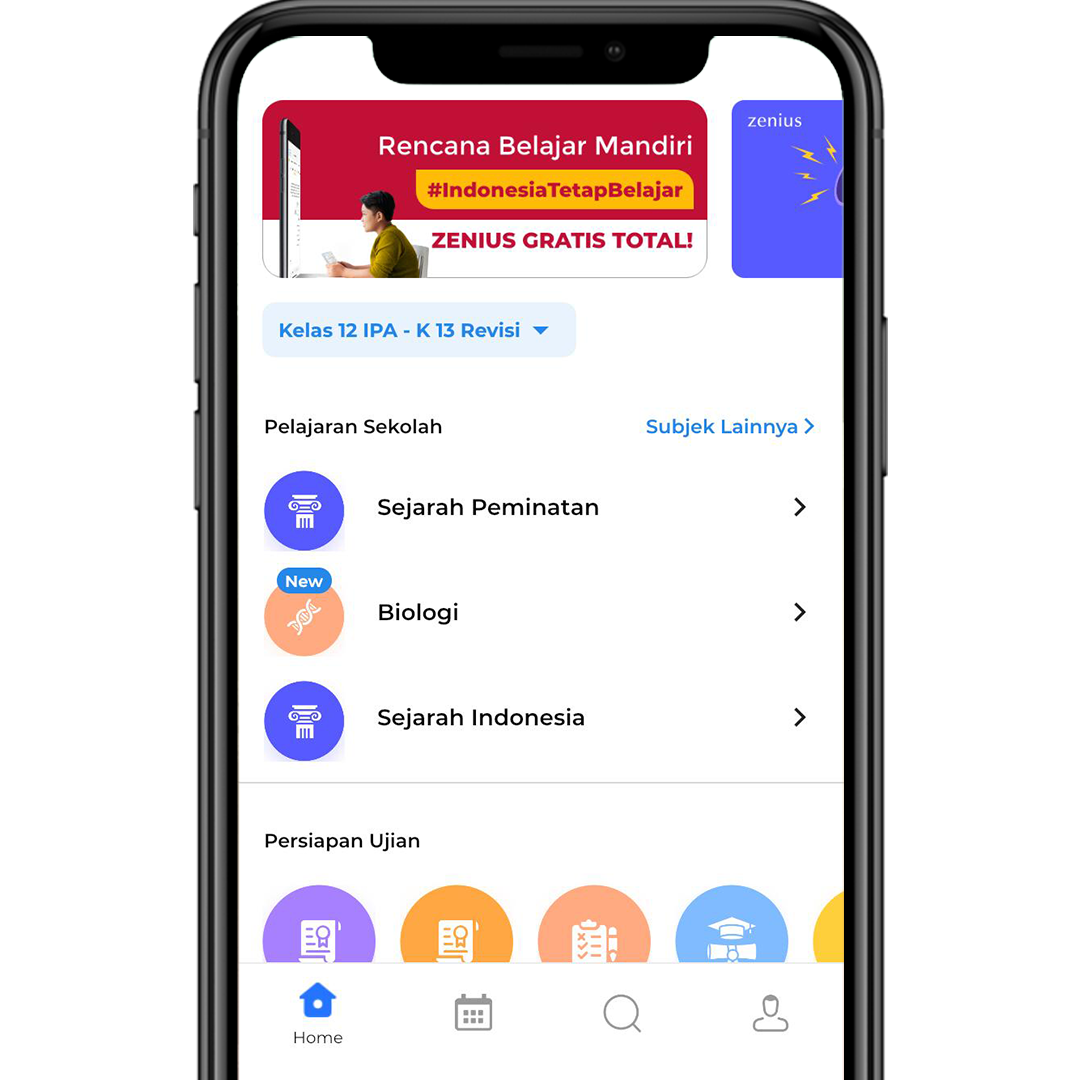 Rencana Belajar Mandiri
#IndonesiaTetapBelajar
ZENIUS GRATIS TOTAL!
zenius
Kelas 12 IPA - K 13 Revisi
Pelajaran Sekolah
Subjek Lainnya
Sejarah Peminatan
New
Biologi
Sejarah Indonesia
Persiapan Ujian
Home